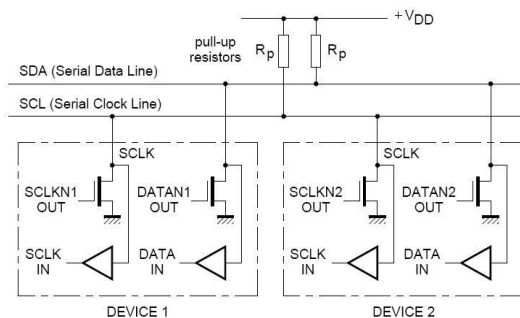 +VDD
pull-up
resistors
Rp
Rp
SDA (Serial Data Line)
SCL (Serial Clock Line)
SCLK
SCLK
SCLKN1
OUT
DATAN1
OUT
SCLKN2
OUT
DATAN2
OUT
SCLK
IN
DATA
IN
SCLK
IN
DATA
IN
DEVICE 1
DEVICE 2